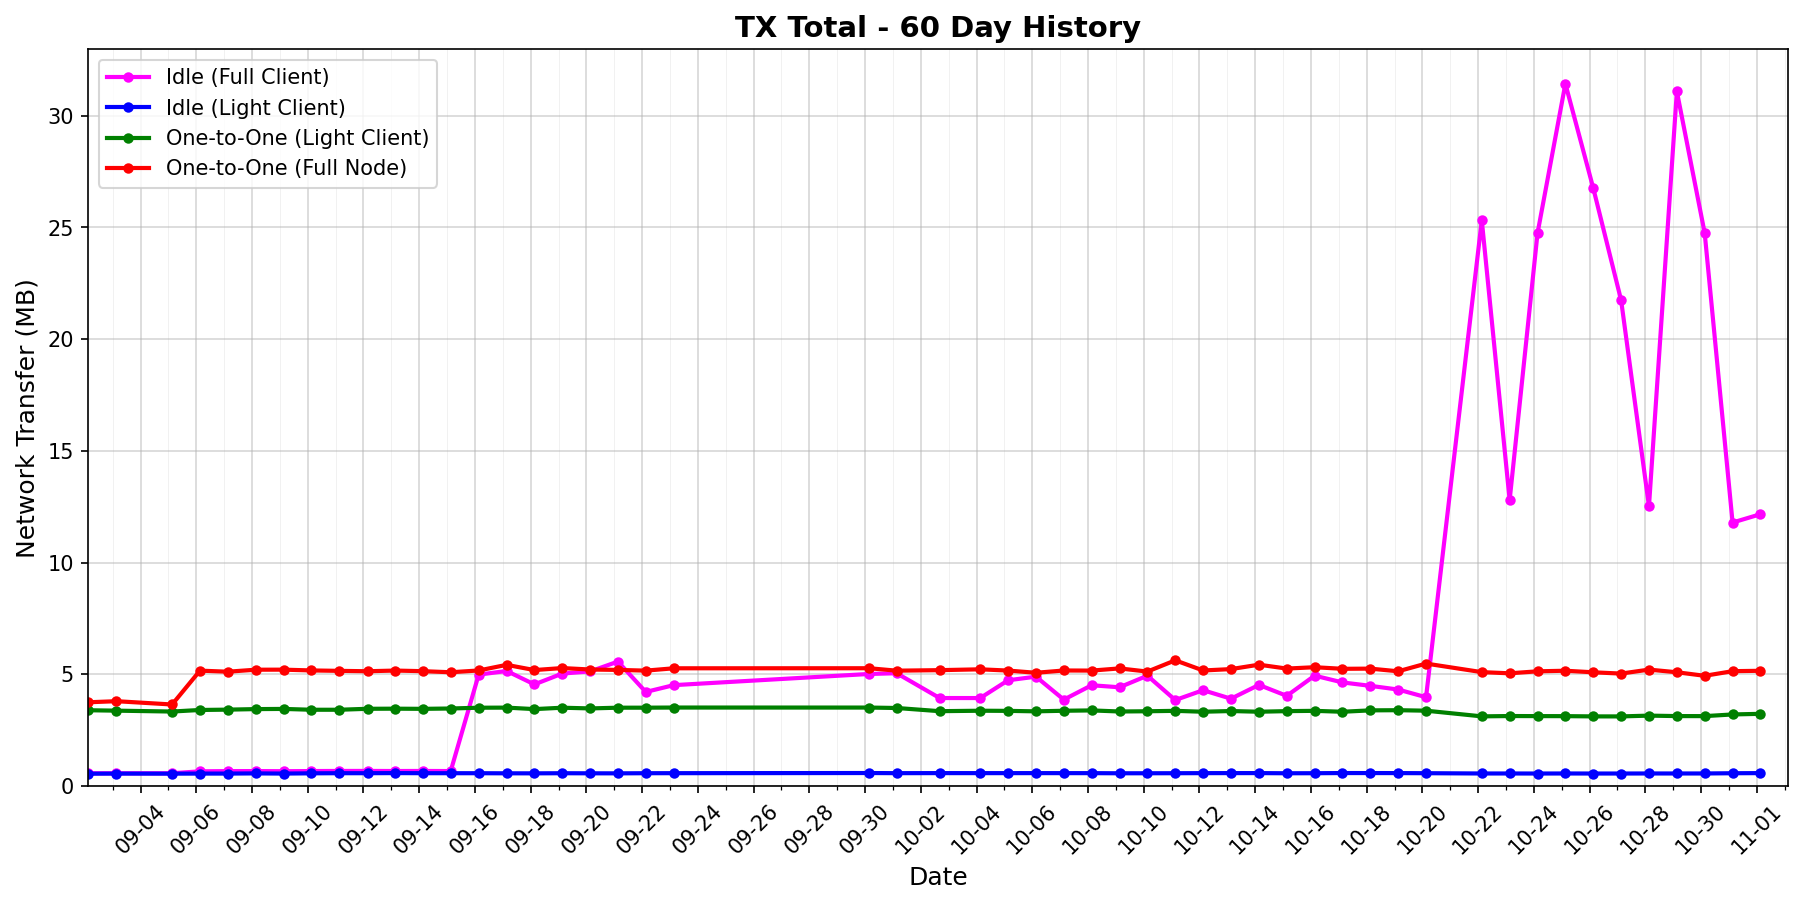 TX Total - 60 Day History
Idle (Full Client)
Idle (Light Client)
One-to-One (Light Client)
One-to-One (Full Node)
Network Transfer (MB)
30
25
20
15
10
5
0
09-04 09-06 09-08 09-10 09-12 09-14 09-16 09-18 09-20 09-22 09-24 09-26 09-28 09-30 10-02 10-04 10-06 10-08 10-10 10-12 10-14 10-16 10-18 10-20 10-22 10-24 10-26 10-28 10-30 11-01
Date